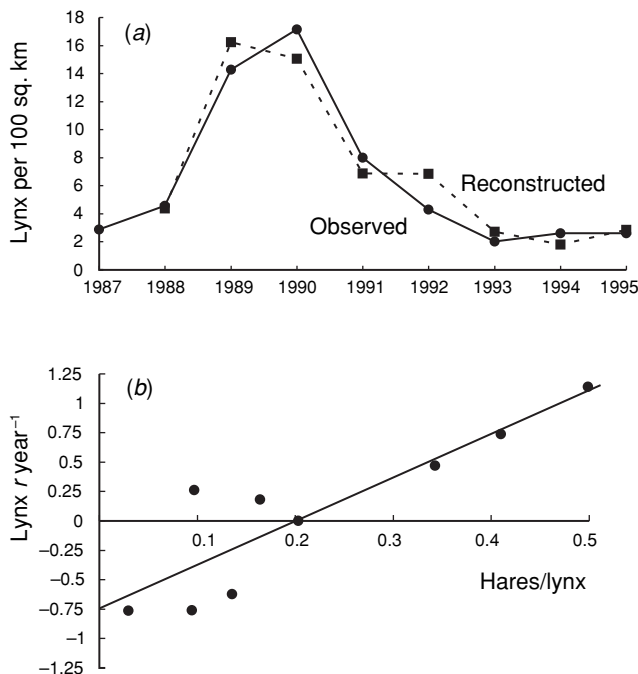 (a)
Lynx per 100 sq. km
18
16
14
12
10
8
6
4
2
0
Reconstructed
Observed
1987 1988 1989 1990 1991 1992 1993 1994 1995
(b)
Lynx r year–1
1.25
1
0.75
0.5
0.25
0
–0.25
–0.5
–0.75
–1
–1.25
0.1 0.2 0.3 0.4 0.5
Hares/lynx